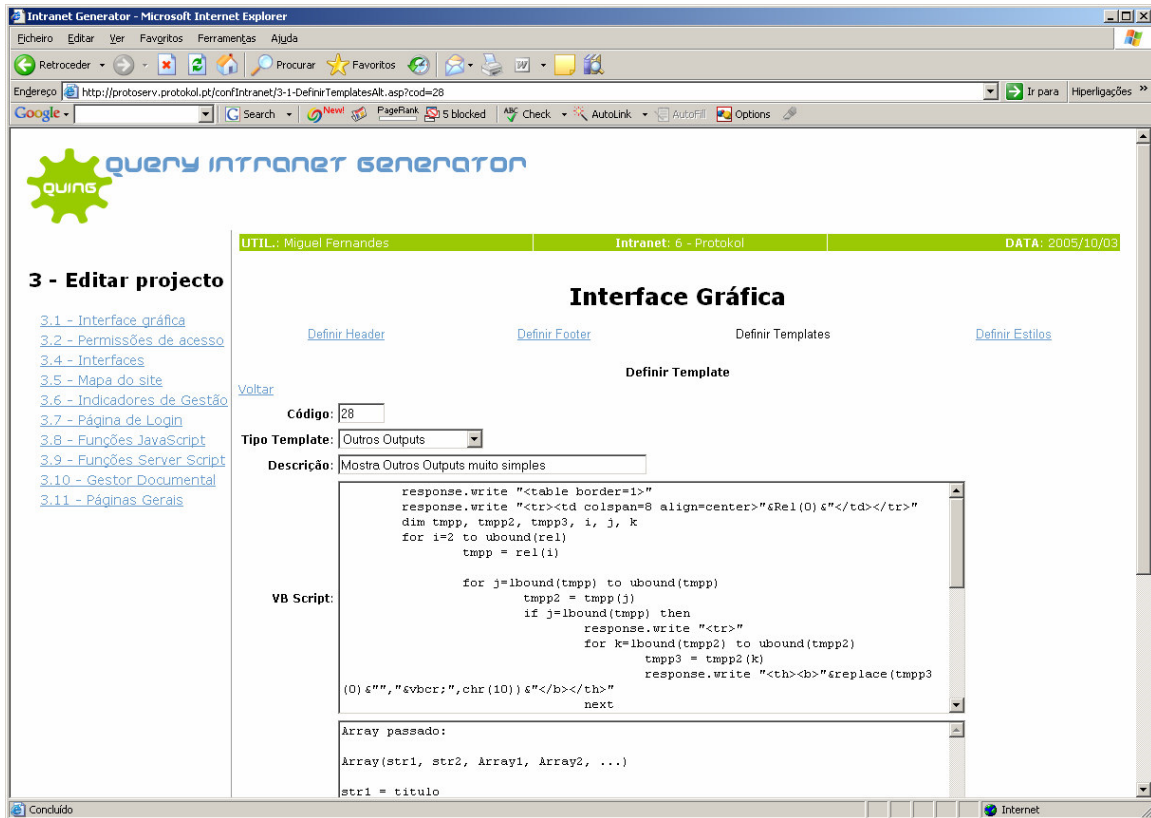 Intranet Generator - Microsoft Internet Explorer
Ficheiro Editar Ver Favoritos Ferramentas Ajuda
Retroceder Procurar Favoritos
Endereço http://protoserv.protokol.pt/confIntranet/3-1-DefinirTemplatesAlt.asp?cod=28 Ir para Hiperligações »
Google Search New! PageRank 5 blocked ABC Check AutoLink AutoFill Options
QUING
QUERY INTRANET GENERATOR
UTIL.: Miguel Fernandes Intranet: 6 - Protokol DATA: 2005/10/03
3 - Editar projecto
3.1 - Interface gráfica
3.2 - Permissões de acesso
3.4 - Interfaces
3.5 - Mapa do site
3.6 - Indicadores de Gestão
3.7 - Página de Login
3.8 - Funções JavaScript
3.9 - Funções Server Script
3.10 - Gestor Documental
3.11 - Páginas Gerais
Interface Gráfica
Definir Header Definir Footer Definir Templates Definir Estilos
Definir Template
Voltar
Código: 28
Tipo Template: Outros Outputs
Descrição: Mostra Outros Outputs muito simples
VB Script:
response.write "<table border=1>"
response.write "<tr><td colspan=8 align=center>"&Rel(0)&"</td></tr>"
dim tmpp, tmpp2, tmpp3, i, j, k
for i=2 to ubound(rel)
tmpp = rel(i)
for j=lbound(tmpp) to ubound(tmpp)
tmpp2 = tmpp(j)
if j=lbound(tmpp) then
response.write "<tr>"
for k=lbound(tmpp2) to ubound(tmpp2)
tmpp3 = tmpp2(k)
response.write "<th><b>"&replace(tmpp3
(0)&"","&vbcr;",chr(10))&"</b></th>"
next
Array passado:
Array(str1, str2, Array1, Array2, ...)
str1 = titulo
Concluído Internet